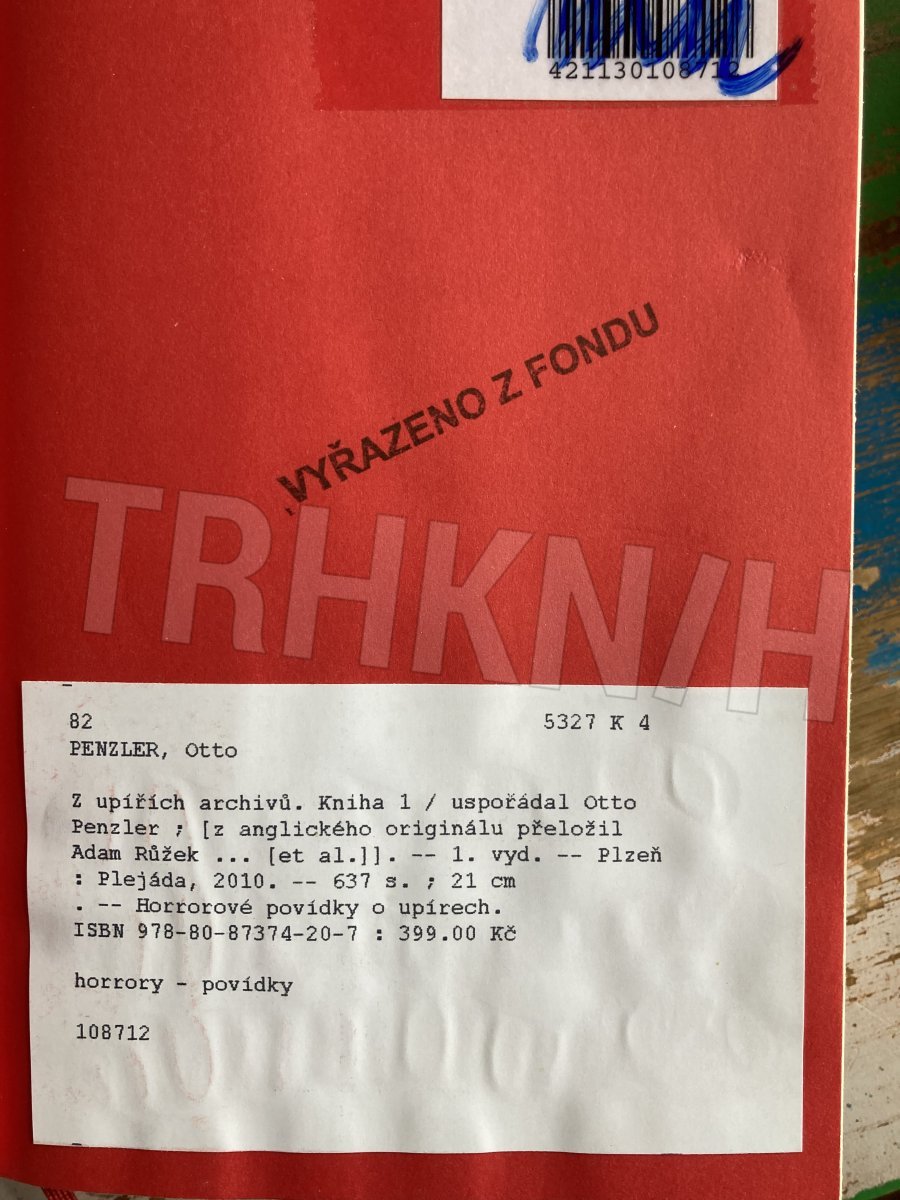 421130108712
VYŘAZENO Z FONDU
TRHKNIH
82 5327 K 4
PENZLER, Otto
Z upířích archivů. Kniha 1 / uspořádal Otto
Penzler ; [z anglického originálu přeložil
Adam Růžek ... [et al.]]. -- 1. vyd. -- Plzeň
: Plejáda, 2010. -- 637 s. ; 21 cm
. -- Horrorové povídky o upírech.
ISBN 978-80-87374-20-7 : 399.00 Kč
horrory - povídky
108712